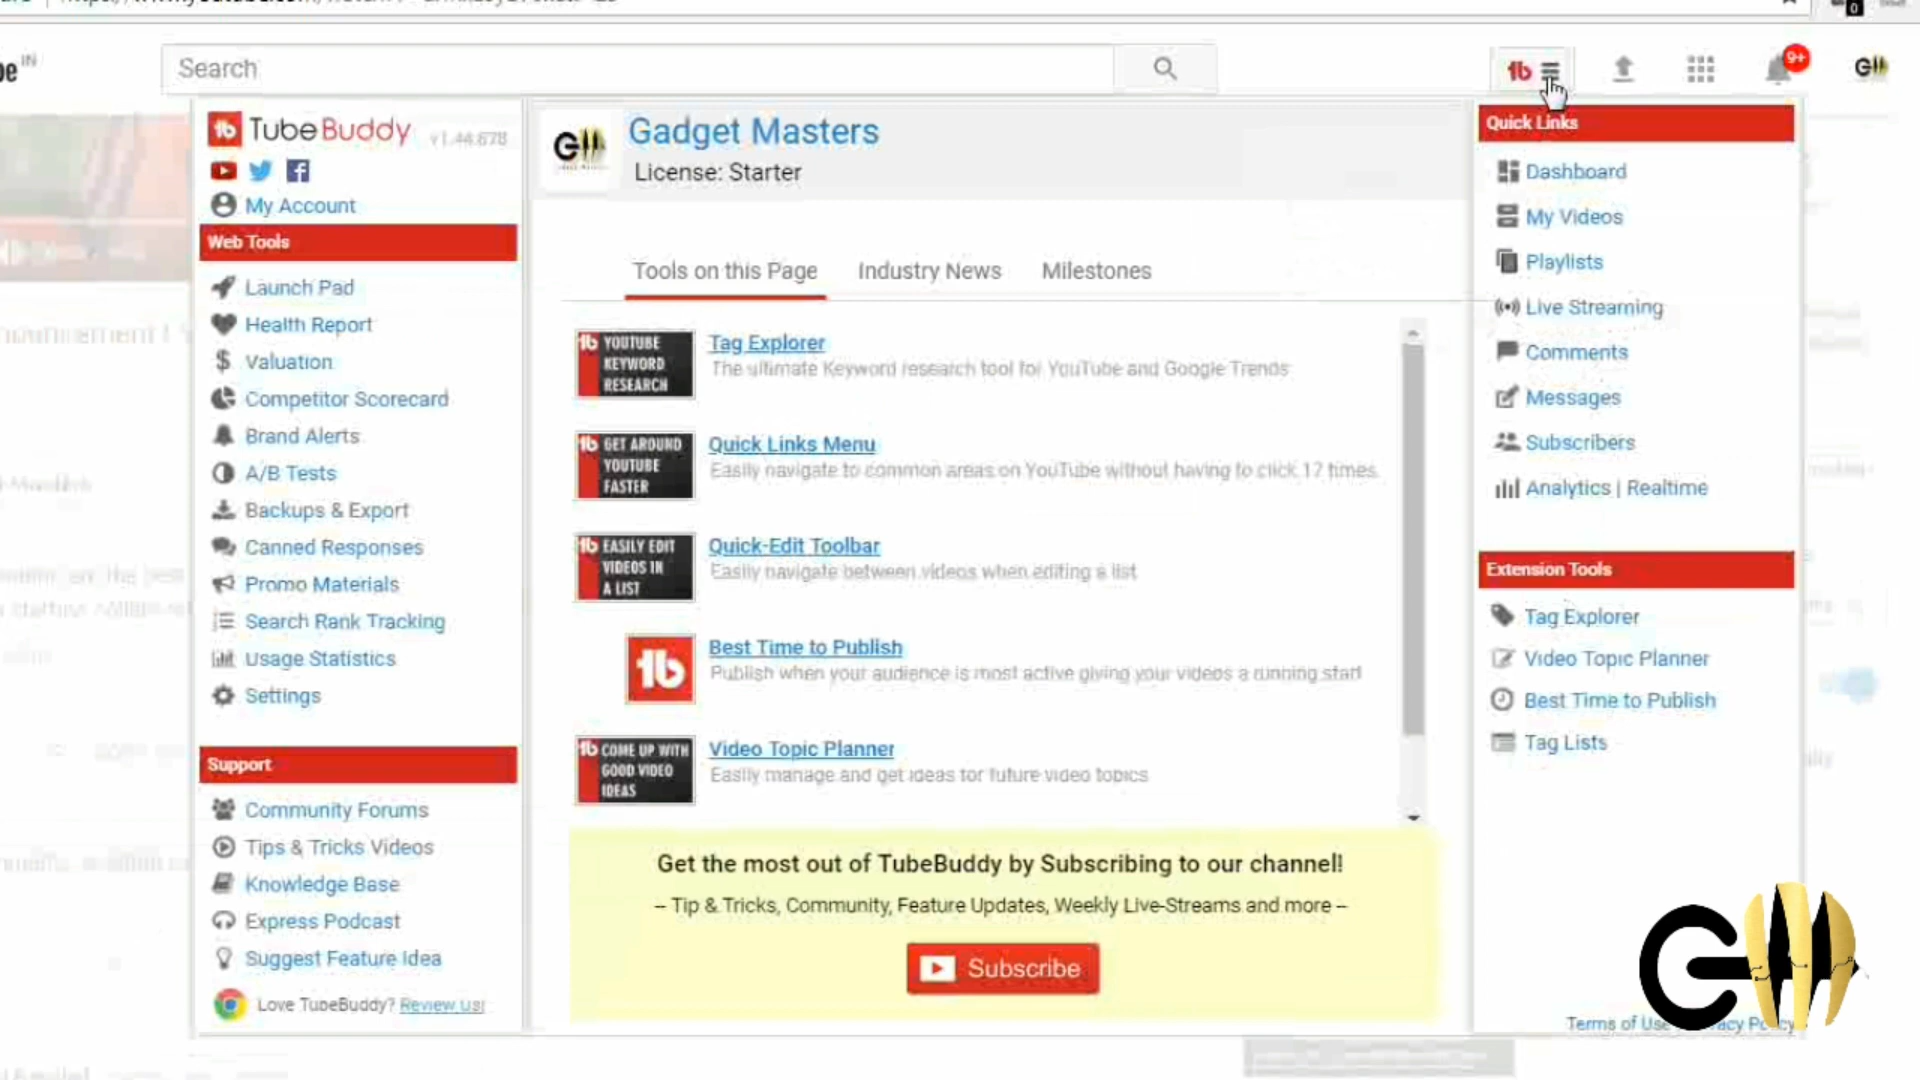 IN
Search
9+
0
TubeBuddy v1.44.678
My Account
Web Tools
Launch Pad
Health Report
Valuation
Competitor Scorecard
Brand Alerts
A/B Tests
Backups & Export
Canned Responses
Promo Materials
Search Rank Tracking
Usage Statistics
Settings
Support
Community Forums
Tips & Tricks Videos
Knowledge Base
Express Podcast
Suggest Feature Idea
Love TubeBuddy? Review Us!
Gadget Masters
License: Starter
Tools on this Page Industry News Milestones
YOUTUBE
KEYWORD
RESEARCH
Tag Explorer
The ultimate Keyword research tool for YouTube and Google Trends
GET AROUND
YOUTUBE
FASTER
Quick Links Menu
Easily navigate to common areas on YouTube without having to click 17 times.
EASILY EDIT
VIDEOS IN
A LIST
Quick-Edit Toolbar
Easily navigate between videos when editing a list
Best Time to Publish
Publish when your audience is most active giving your videos a running start
COME UP WITH
GOOD VIDEO
IDEAS
Video Topic Planner
Easily manage and get ideas for future video topics
Get the most out of TubeBuddy by Subscribing to our channel!
– Tip & Tricks, Community, Feature Updates, Weekly Live-Streams and more –
Subscribe
Quick Links
Dashboard
My Videos
Playlists
Live Streaming
Comments
Messages
Subscribers
Analytics | Realtime
Extension Tools
Tag Explorer
Video Topic Planner
Best Time to Publish
Tag Lists
Terms of Use